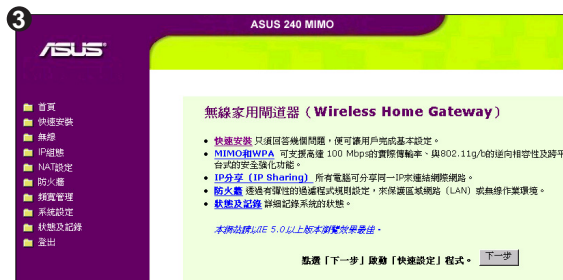 3
ASUS 240 MIMO
ASUS
首頁
快速安裝
無線
IP組態
NAT設定
防火牆
頻寬管理
系統設定
狀態及記錄
登出
無線家用閘道器（Wireless Home Gateway）
快速安裝 只須回答幾個問題，便可讓用戶完成基本設定。
MIMO和WPA 可支援高達 100 Mbps的實際傳輸率、與802.11g/b的逆向相容性及跨平
台式的安全強化功能。
IP分享（IP Sharing）所有電腦可分享同一IP來連結網際網路。
防火牆 透過有彈性的過濾程式規則設定，來保護區域網路（LAN）或無線作業環境。
狀態及記錄 詳細記錄系統的狀態。
本網站讓以IE 5.0以上版本瀏覽效果最佳。
點選「下一步」啟動「快速設定」程式。 下一步